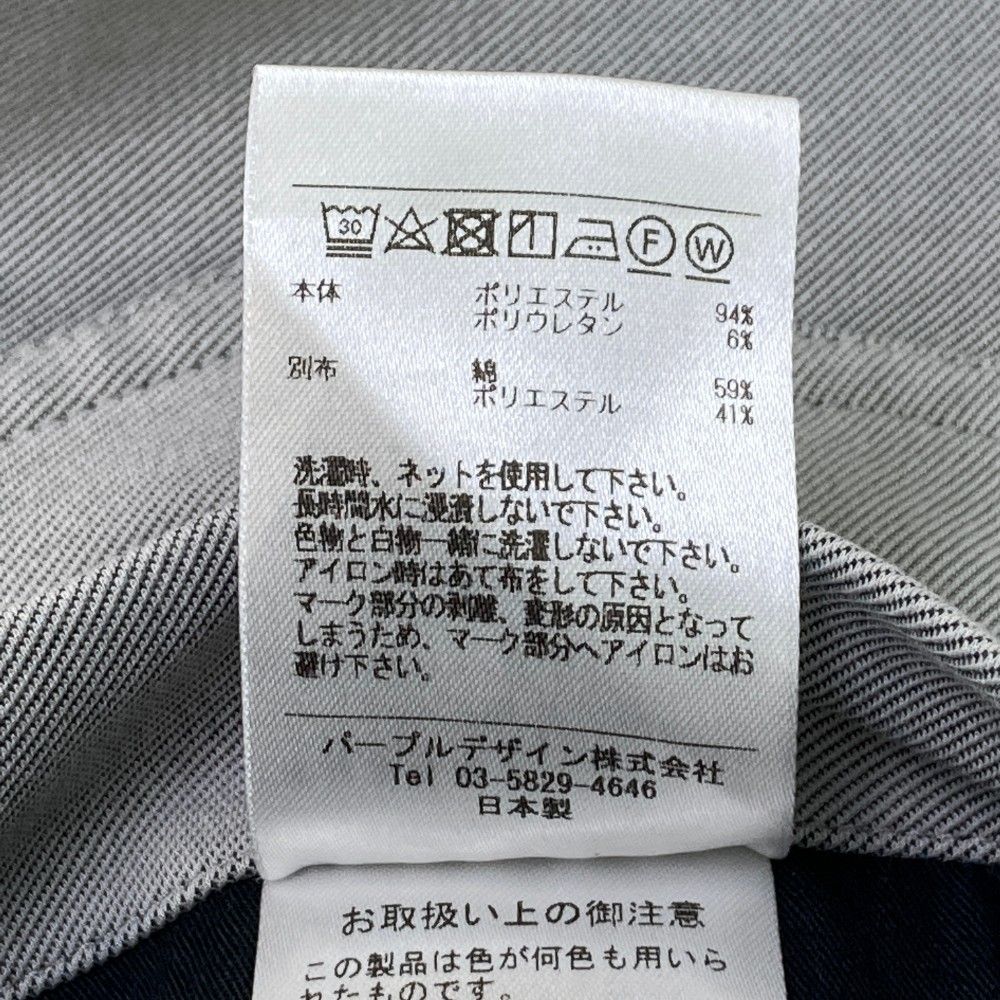 30 F W
本体 ポリエステル 94%
ポリウレタン 6%
別布 綿 59%
ポリエステル 41%
洗濯時、ネットを使用して下さい。
長時間水に浸漬しないで下さい。
色物と白物一緒に洗濯しないで下さい。
アイロン時はあて布をして下さい。
マーク部分の剥離、変形の原因となって
しまうため、マーク部分へアイロンはお
避け下さい。
パープルデザイン株式会社
Tel 03-5829-4646
日本製
お取扱い上の御注意
この製品は色が何色も用いら
れたものです。